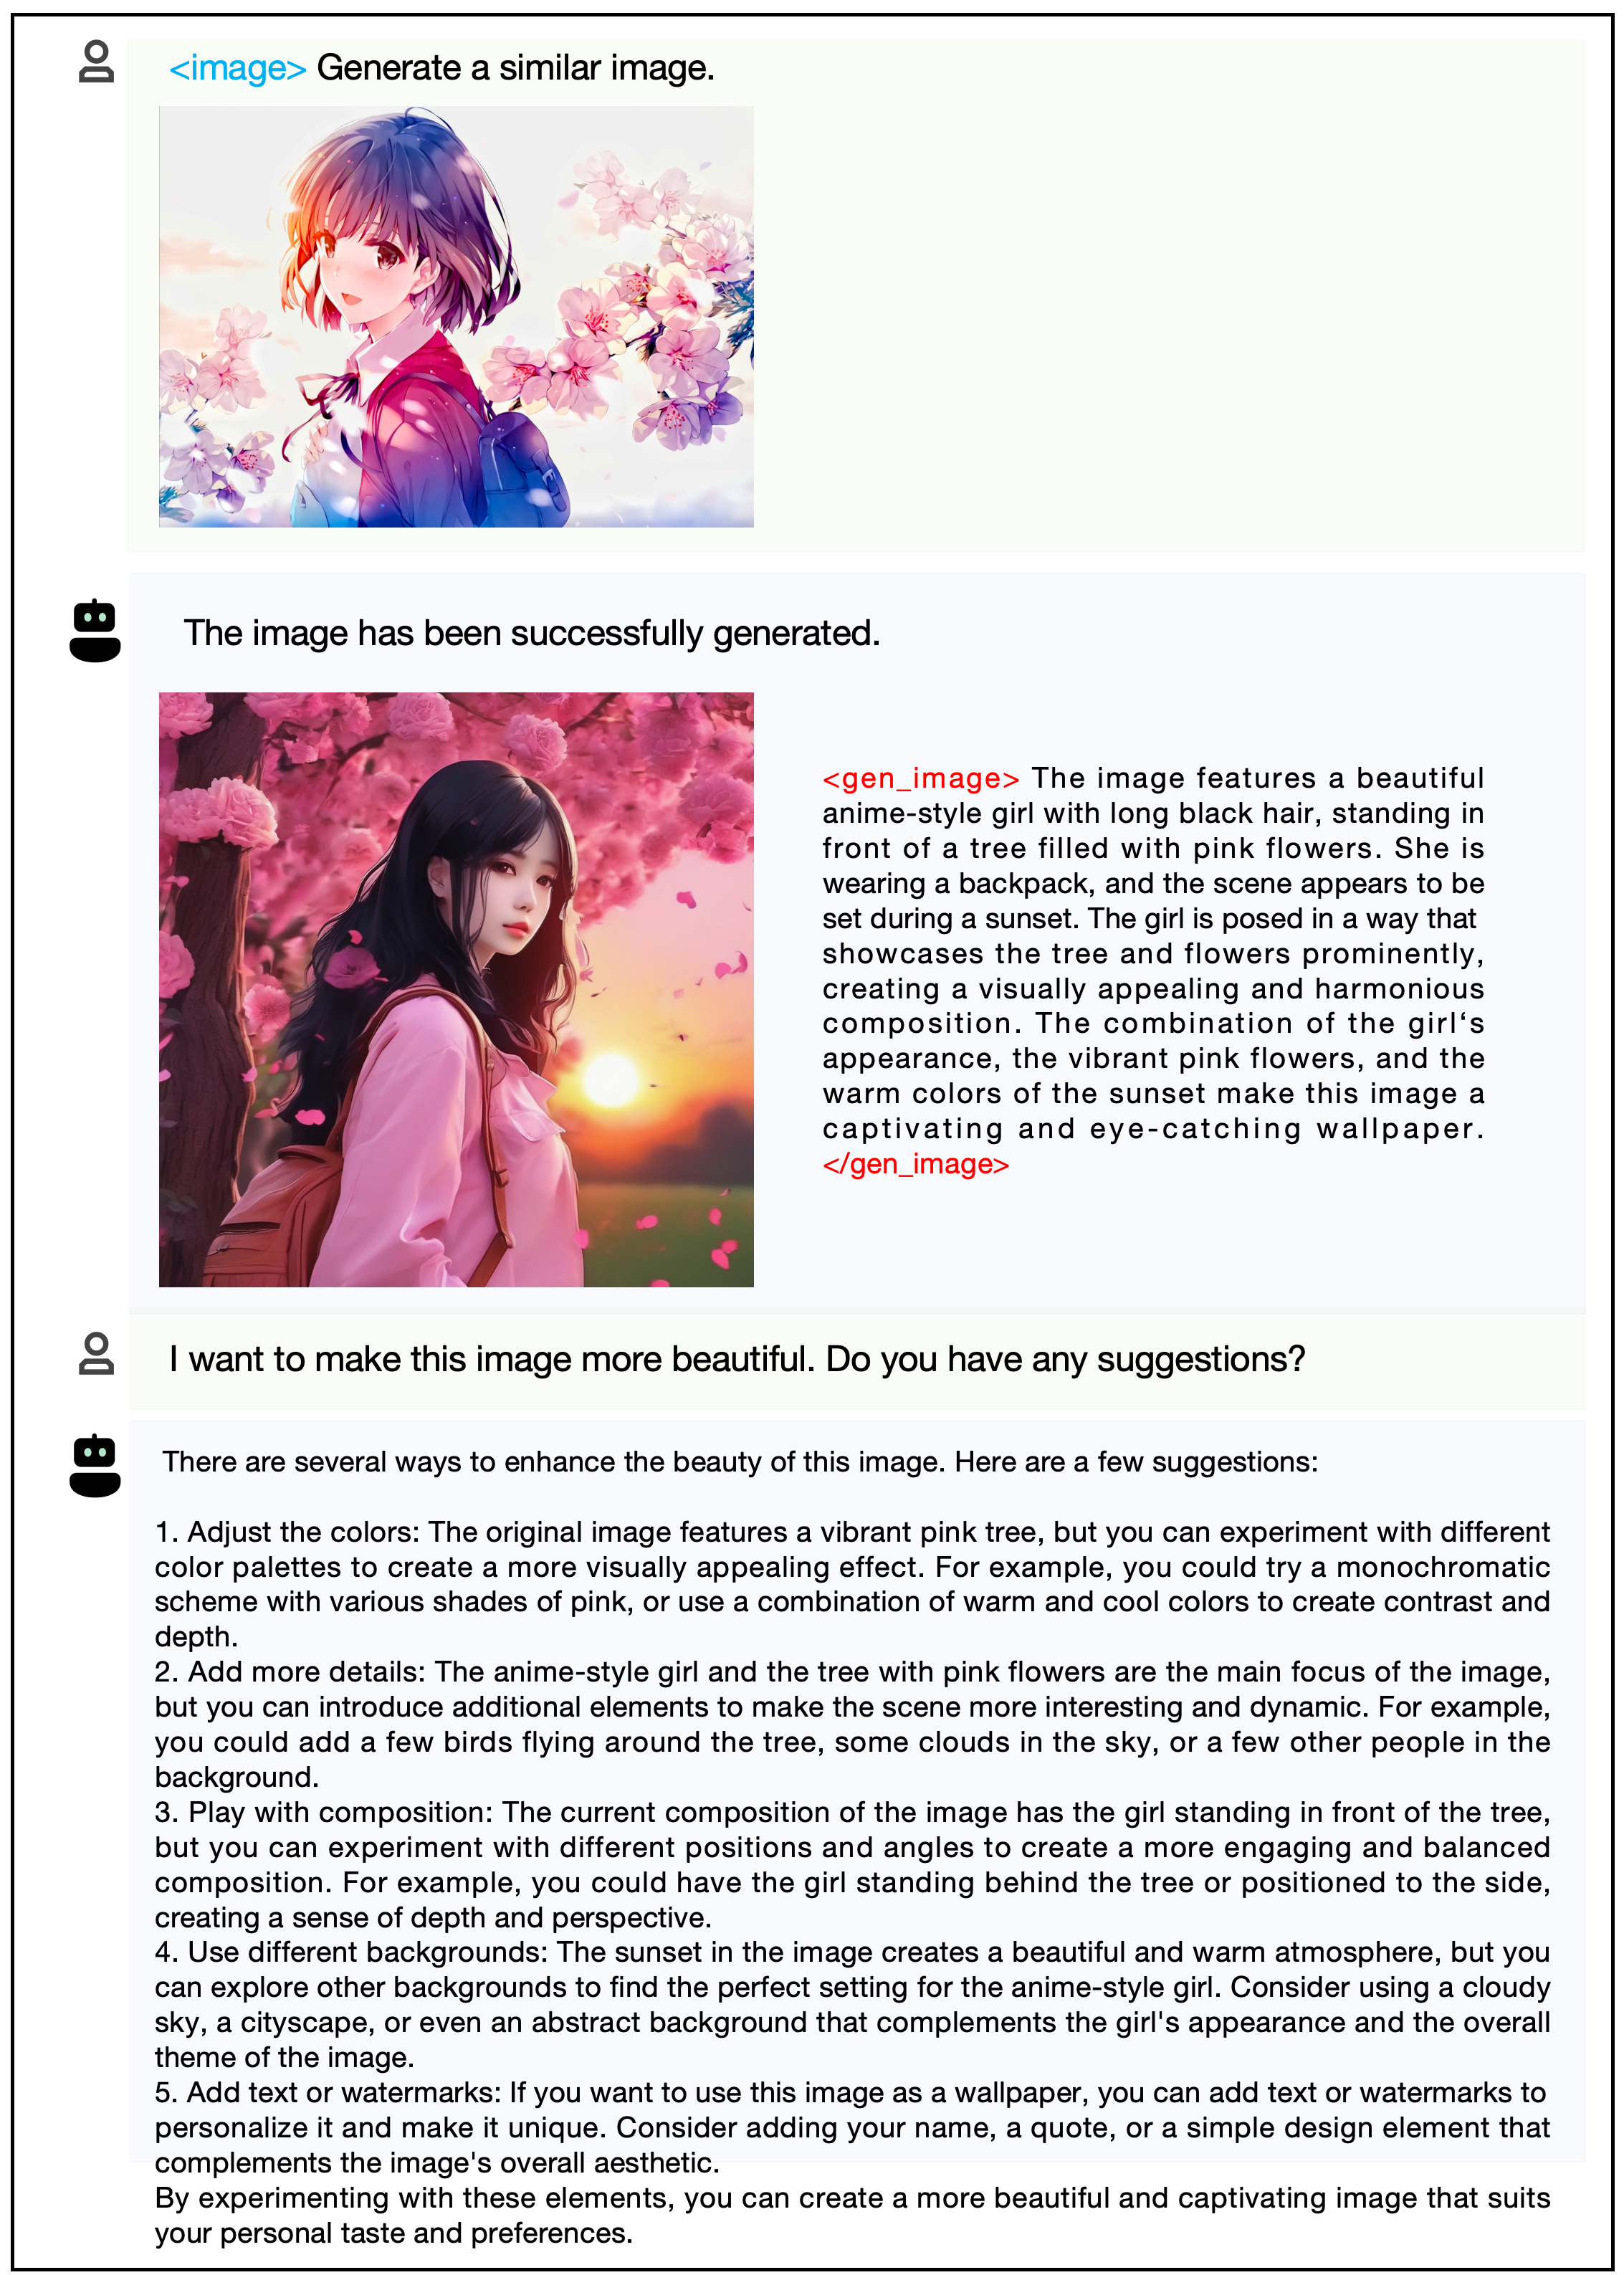 <image> Generate a similar image.
The image has been successfully generated.
<gen_image> The image features a beautiful
anime-style girl with long black hair, standing in
front of a tree filled with pink flowers. She is
wearing a backpack, and the scene appears to be
set during a sunset. The girl is posed in a way that
showcases the tree and flowers prominently,
creating a visually appealing and harmonious
composition. The combination of the girl‘s
appearance, the vibrant pink flowers, and the
warm colors of the sunset make this image a
captivating and eye-catching wallpaper.
</gen_image>
I want to make this image more beautiful. Do you have any suggestions?
There are several ways to enhance the beauty of this image. Here are a few suggestions:
1. Adjust the colors: The original image features a vibrant pink tree, but you can experiment with different
color palettes to create a more visually appealing effect. For example, you could try a monochromatic
scheme with various shades of pink, or use a combination of warm and cool colors to create contrast and
depth.
2. Add more details: The anime-style girl and the tree with pink flowers are the main focus of the image,
but you can introduce additional elements to make the scene more interesting and dynamic. For example,
you could add a few birds flying around the tree, some clouds in the sky, or a few other people in the
background.
3. Play with composition: The current composition of the image has the girl standing in front of the tree,
but you can experiment with different positions and angles to create a more engaging and balanced
composition. For example, you could have the girl standing behind the tree or positioned to the side,
creating a sense of depth and perspective.
4. Use different backgrounds: The sunset in the image creates a beautiful and warm atmosphere, but you
can explore other backgrounds to find the perfect setting for the anime-style girl. Consider using a cloudy
sky, a cityscape, or even an abstract background that complements the girl's appearance and the overall
theme of the image.
5. Add text or watermarks: If you want to use this image as a wallpaper, you can add text or watermarks to
personalize it and make it unique. Consider adding your name, a quote, or a simple design element that
complements the image's overall aesthetic.
By experimenting with these elements, you can create a more beautiful and captivating image that suits
your personal taste and preferences.